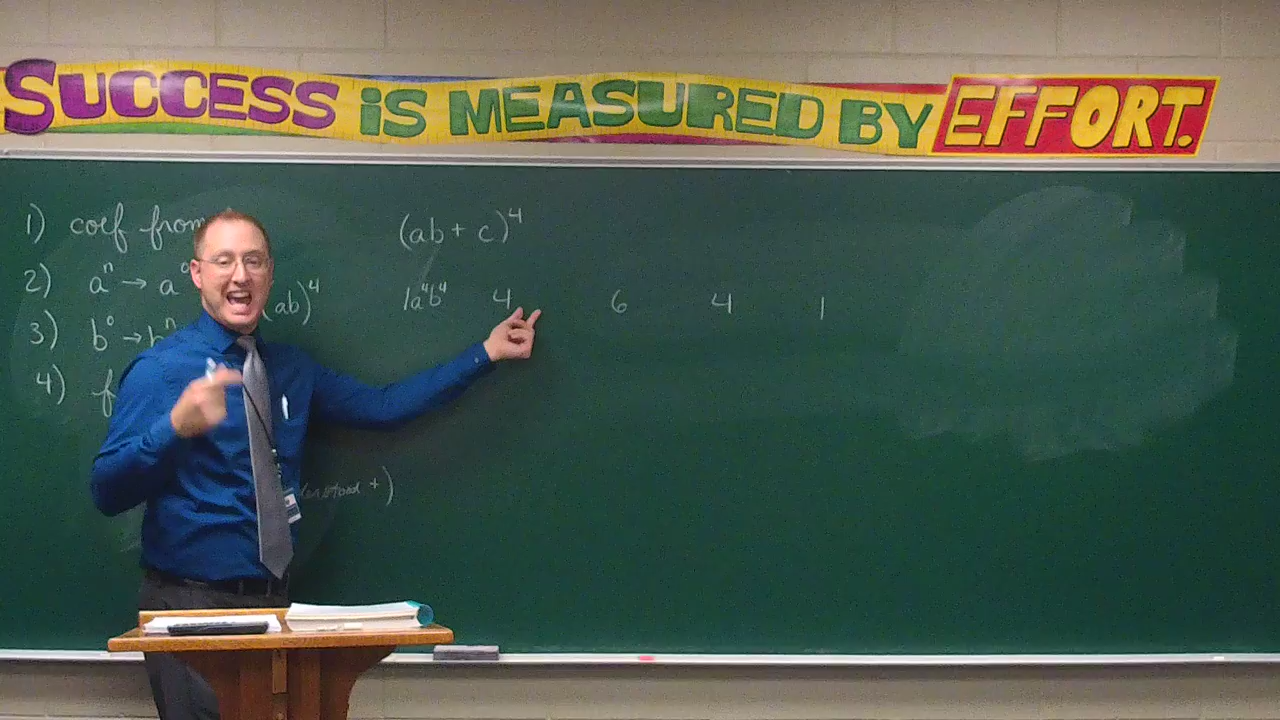 SUCCESS iS MEASURED BY EFFORT.
1) coef from
(ab + c)⁴
2) aⁿ → a⁰
(ab)⁴
1a⁴b⁴ 4 6 4 1
3) b⁰ → bⁿ
4) f
+)